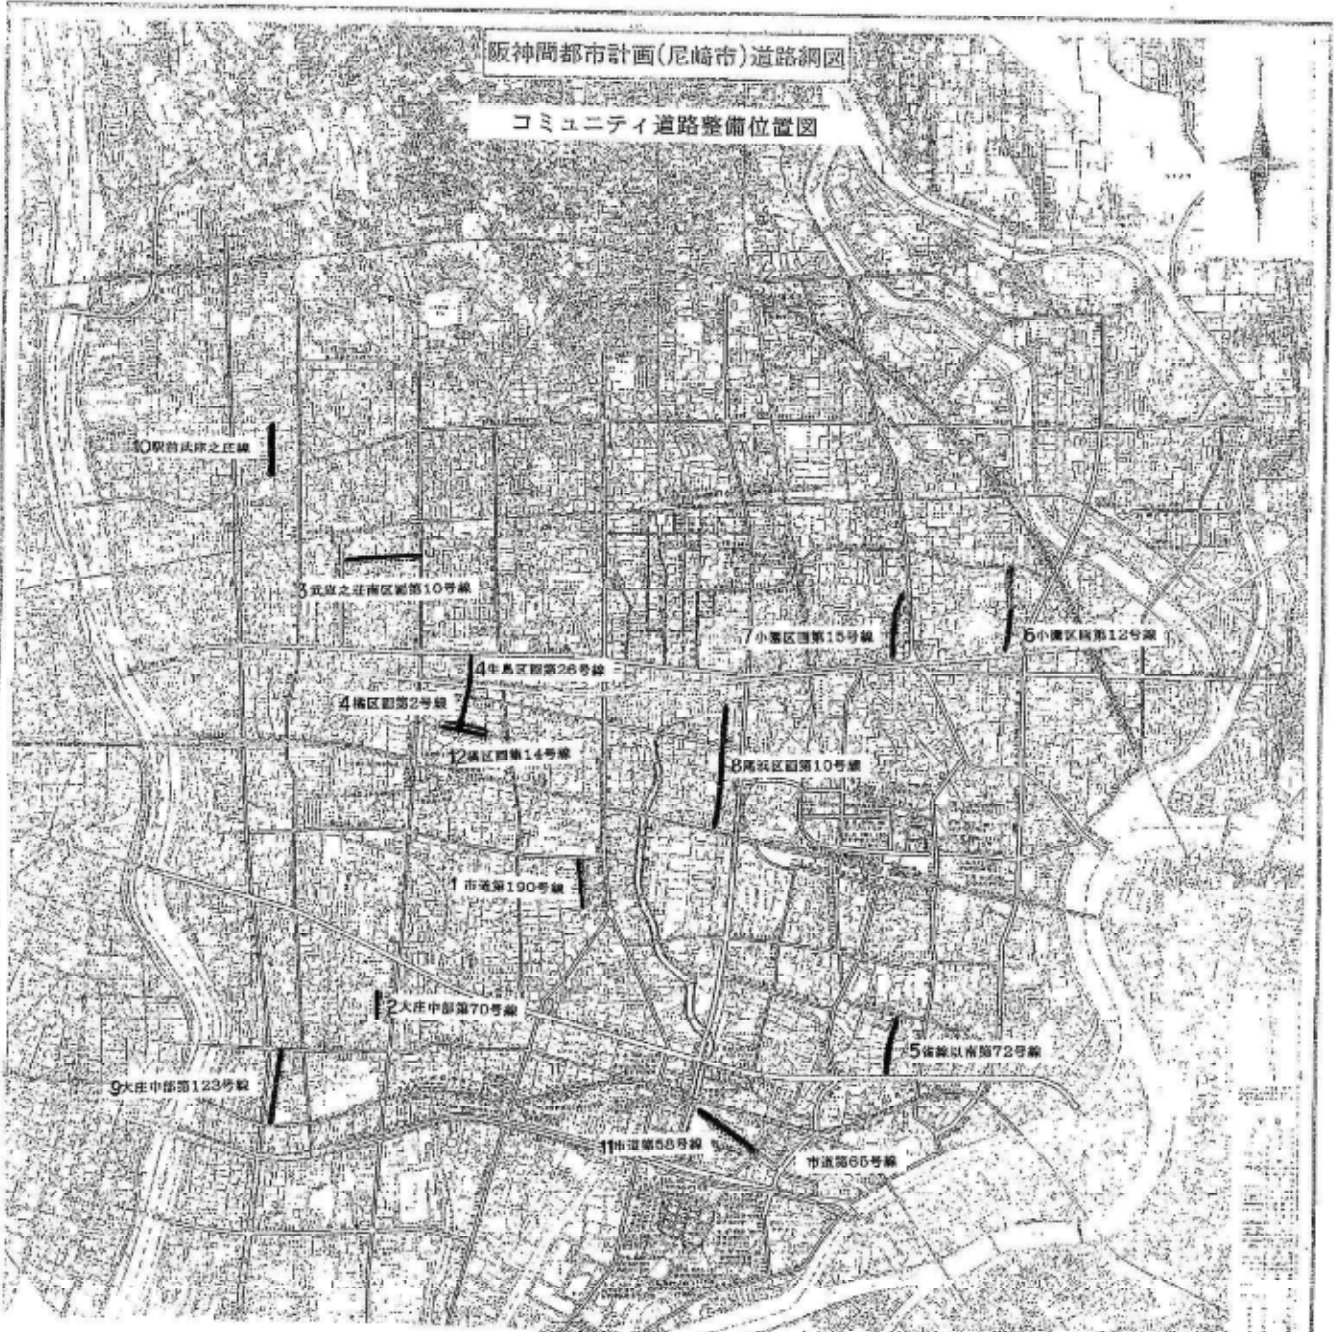 阪神間都市計画(尼崎市)道路網図
コミュニティ道路整備位置図
10駅前武庫之荘線
3武庫之荘南区画第10号線
7小園区画第15号線
6小園区画第12号線
4生島区画第26号線
4橘区画第2号線
12橘区画第14号線
8尾浜区画第10号線
1市道第190号線
2大庄中部第70号線
5省線以南第72号線
9大庄中部第123号線
11市道第58号線
市道第65号線